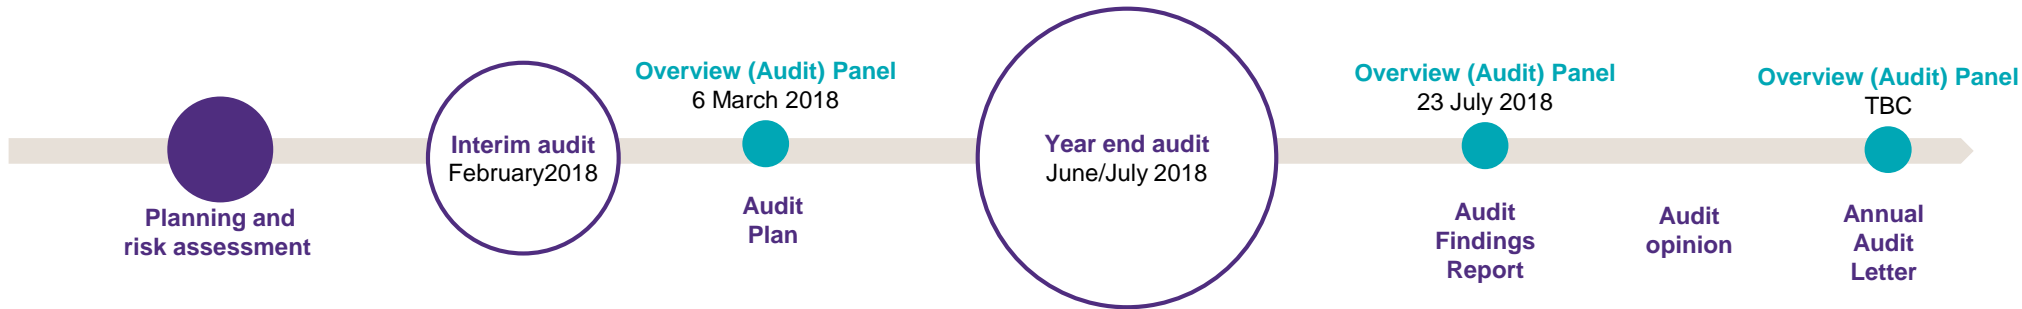 Planning and
risk assessment
Interim audit
February2018
Overview (Audit) Panel
6 March 2018
Audit
Plan
Year end audit
June/July 2018
Overview (Audit) Panel
23 July 2018
Audit
Findings
Report
Audit
opinion
Overview (Audit) Panel
TBC
Annual
Audit
Letter